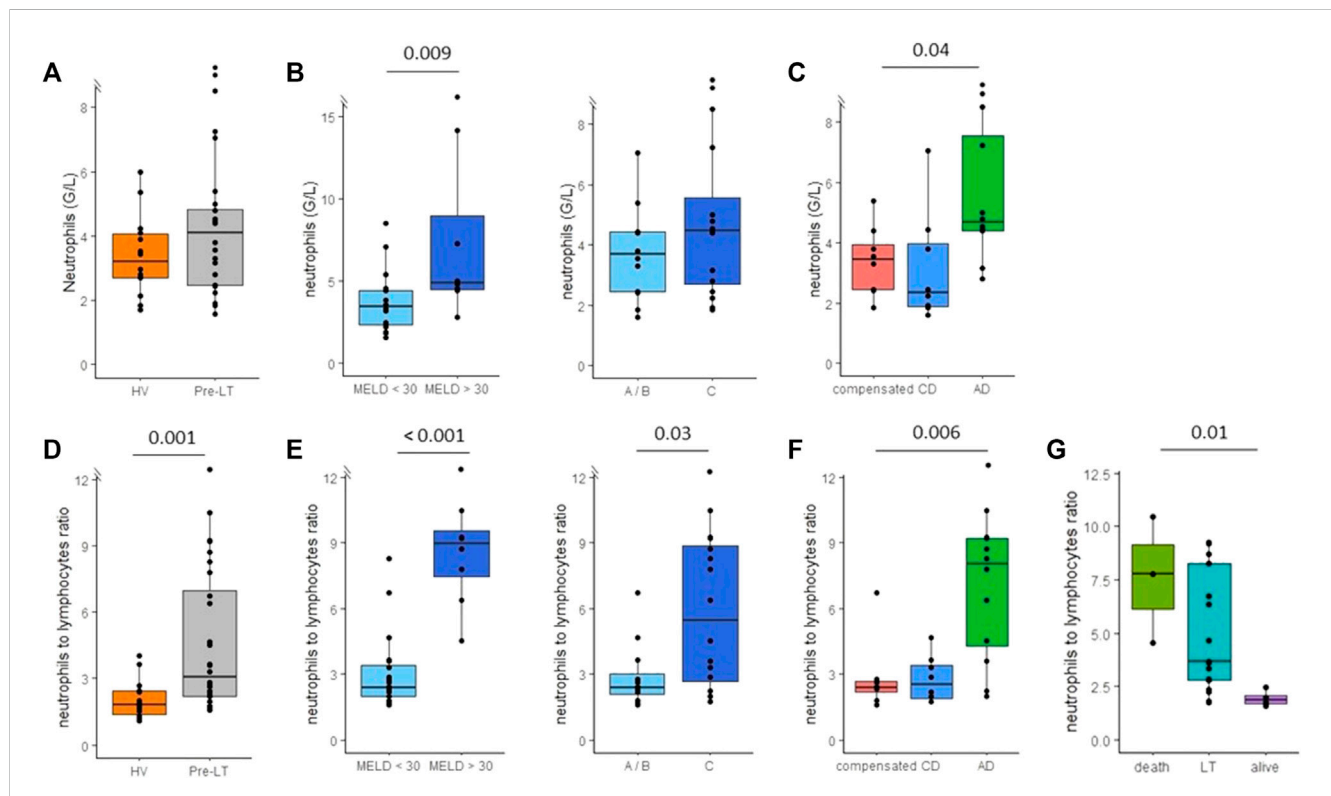 A
Neutrophils (G/L)
8
6
4
2
0
HV Pre-LT
B
0.009
neutrophils (G/L)
15
10
5
0
MELD < 30 MELD > 30
neutrophils (G/L)
8
6
4
2
0
A / B C
C
0.04
neutrophils (G/L)
8
6
4
2
0
compensated CD AD
D
0.001
neutrophils to lymphocytes ratio
12
9
6
3
0
HV Pre-LT
E
< 0.001
neutrophils to lymphocytes ratio
12
9
6
3
0
MELD < 30 MELD > 30
0.03
neutrophils to lymphocytes ratio
12
9
6
3
0
A / B C
F
0.006
neutrophils to lymphocytes ratio
12
9
6
3
0
compensated CD AD
G
0.01
neutrophils to lymphocytes ratio
12.5
10.0
7.5
5.0
2.5
0.0
death LT alive